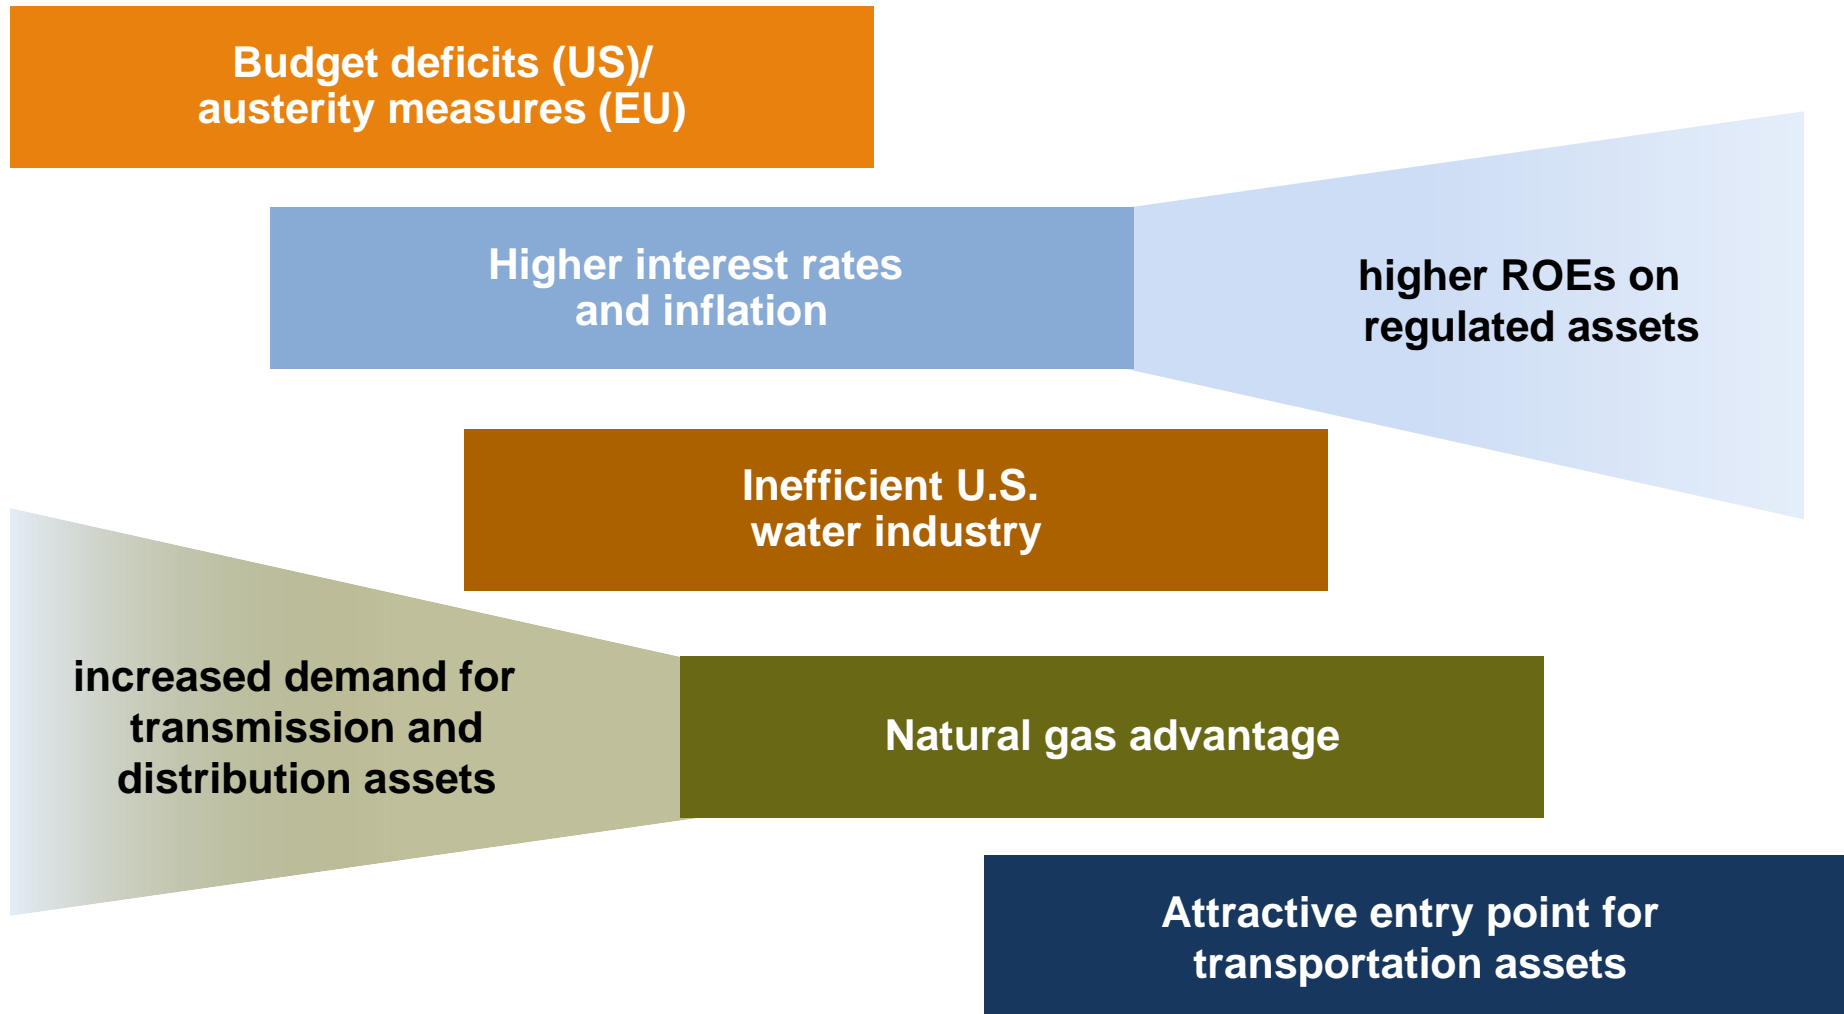 Budget deficits (US)/
austerity measures (EU)
Higher interest rates
and inflation
higher ROEs on
regulated assets
Inefficient U.S.
water industry
increased demand for
transmission and
distribution assets
Natural gas advantage
Attractive entry point for
transportation assets